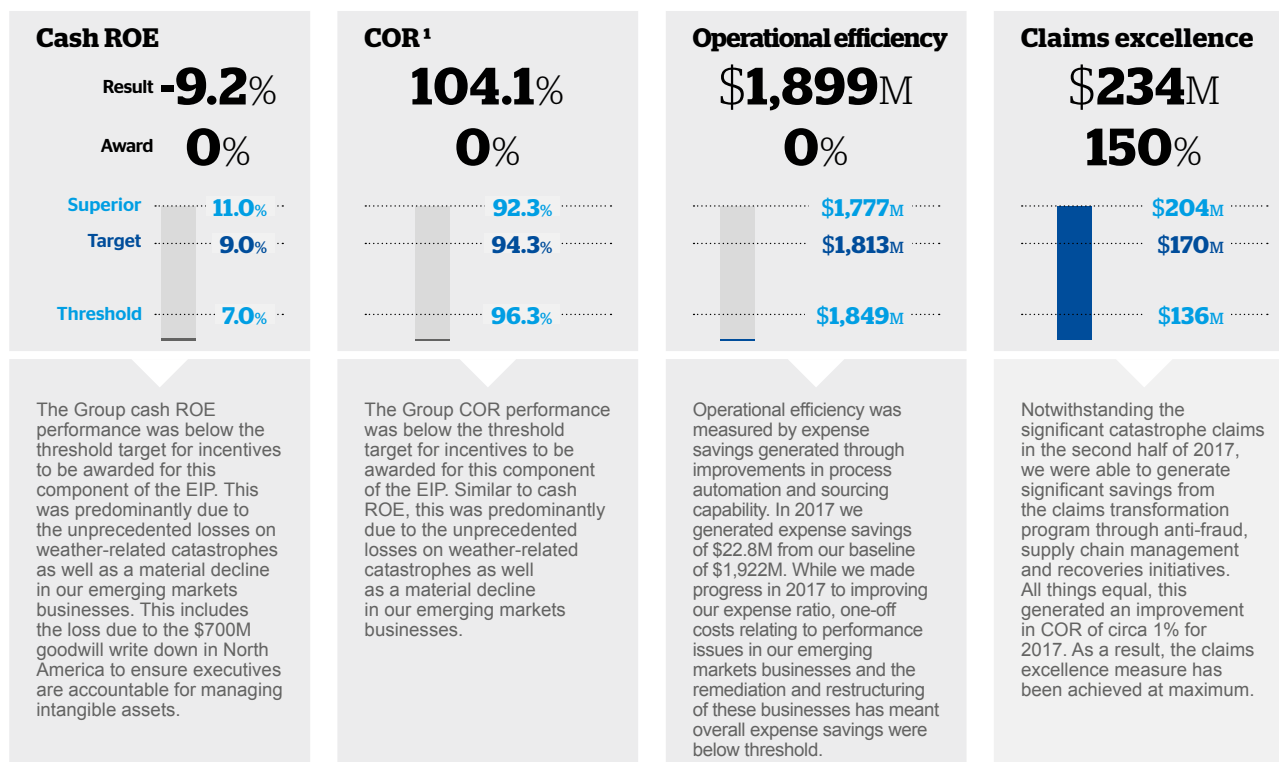 Cash ROE
Result -9.2%
Award 0%
Superior 11.0%
Target 9.0%
Threshold 7.0%
The Group cash ROE
performance was below the
threshold target for incentives
to be awarded for this
component of the EIP. This
was predominantly due to
the unprecedented losses on
weather-related catastrophes
as well as a material decline
in our emerging markets
businesses. This includes
the loss due to the $700M
goodwill write down in North
America to ensure executives
are accountable for managing
intangible assets.
COR 1
104.1%
0%
92.3%
94.3%
96.3%
The Group COR performance
was below the threshold
target for incentives to be
awarded for this component
of the EIP. Similar to cash
ROE, this was predominantly
due to the unprecedented
losses on weather-related
catastrophes as well
as a material decline
in our emerging markets
businesses.
Operational efficiency
$1,899M
0%
$1,777M
$1,813M
$1,849M
Operational efficiency was
measured by expense
savings generated through
improvements in process
automation and sourcing
capability. In 2017 we
generated expense savings
of $22.8M from our baseline
of $1,922M. While we made
progress in 2017 to improving
our expense ratio, one-off
costs relating to performance
issues in our emerging
markets businesses and the
remediation and restructuring
of these businesses has meant
overall expense savings were
below threshold.
Claims excellence
$234M
150%
$204M
$170M
$136M
Notwithstanding the
significant catastrophe claims
in the second half of 2017,
we were able to generate
significant savings from
the claims transformation
program through anti-fraud,
supply chain management
and recoveries initiatives.
All things equal, this
generated an improvement
in COR of circa 1% for
2017. As a result, the claims
excellence measure has
been achieved at maximum.